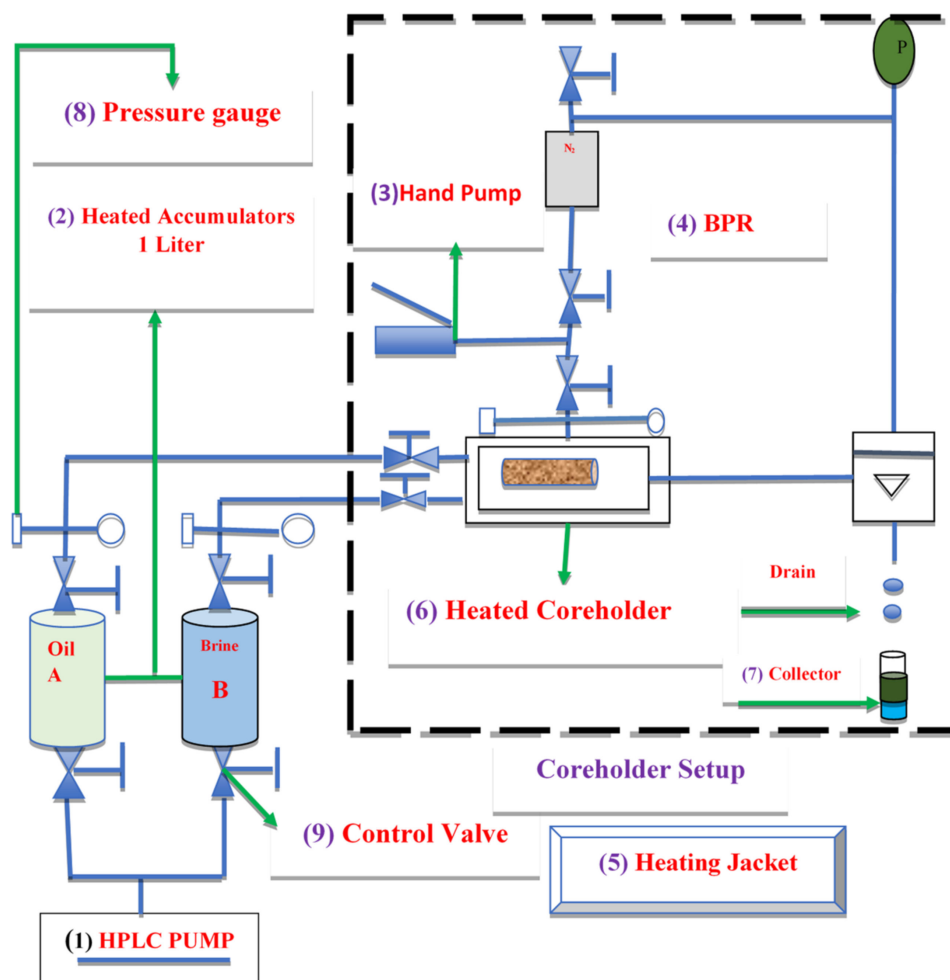 P
(8) Pressure gauge
N₂
(3)Hand Pump
(2) Heated Accumulators
1 Liter
(4) BPR
Drain
(6) Heated Coreholder
Oil
A
Brine
B
(7) Collector
Coreholder Setup
(9) Control Valve
(5) Heating Jacket
(1) HPLC PUMP